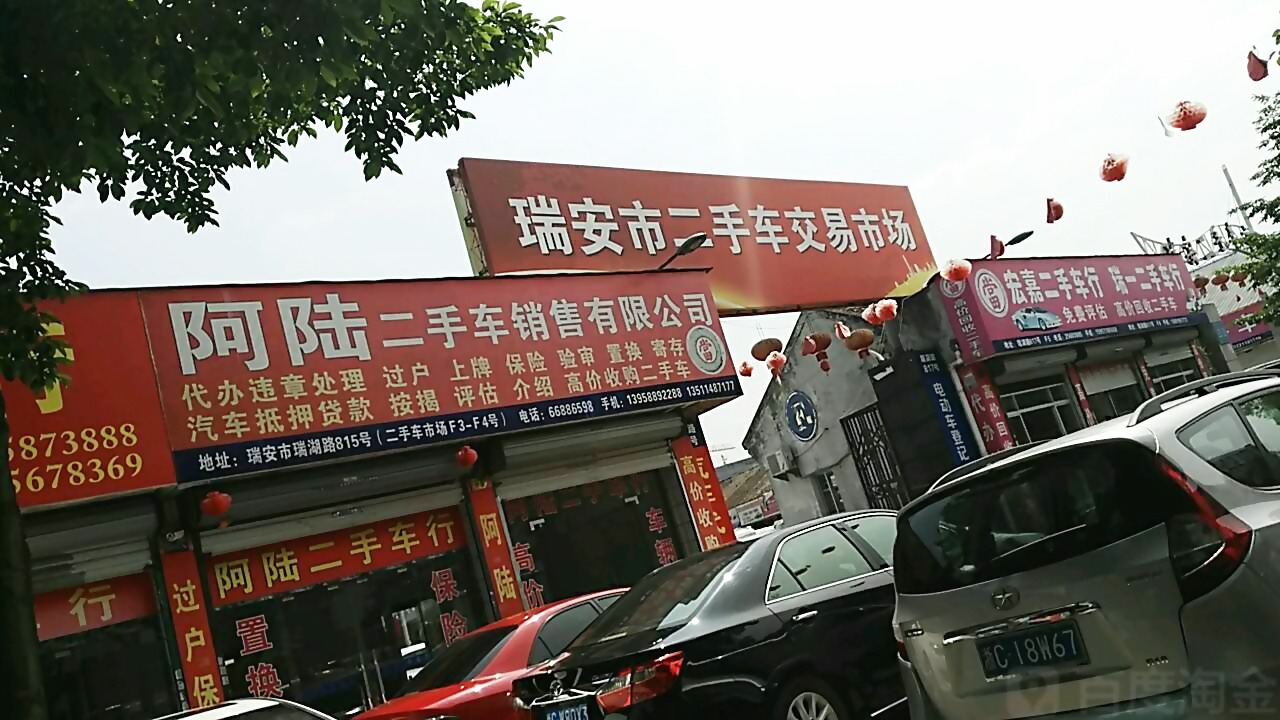 瑞安市二手车交易市场
阿陆二手车销售有限公司
代办违章处理 过户 上牌 保险 验审 置换 寄存
汽车抵押贷款 按揭 评估 介绍 高价收购二手车
地址：瑞安市瑞湖路815号（二手车市场F3-F4号） 电话：66886598 手机：13958892288 13511487177
5873888
5678369
宏嘉二手车行 瑞一二手车行
免费评估 高价回收二手车
电动车登记
阿陆二手车行
行
过户保
置换
保险
阿陆
高价
车辆
高价收购
代办
浙C·18W67
百度淘金